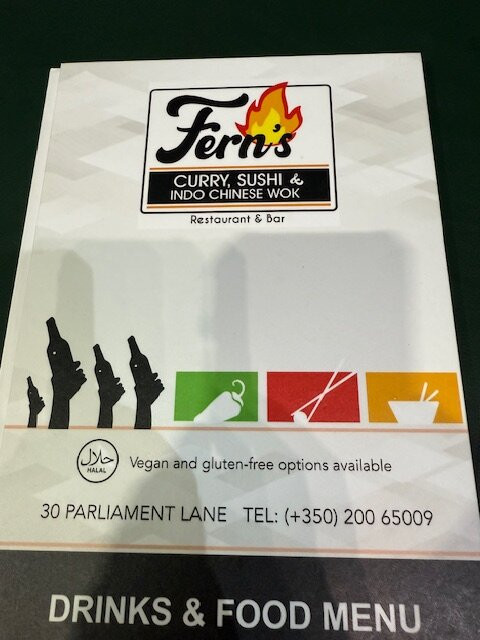 Fern's
CURRY, SUSHI &
INDO CHINESE WOK
Restaurant & Bar
حلال
HALAL
Vegan and gluten-free options available
30 PARLIAMENT LANE TEL: (+350) 200 65009
DRINKS & FOOD MENU